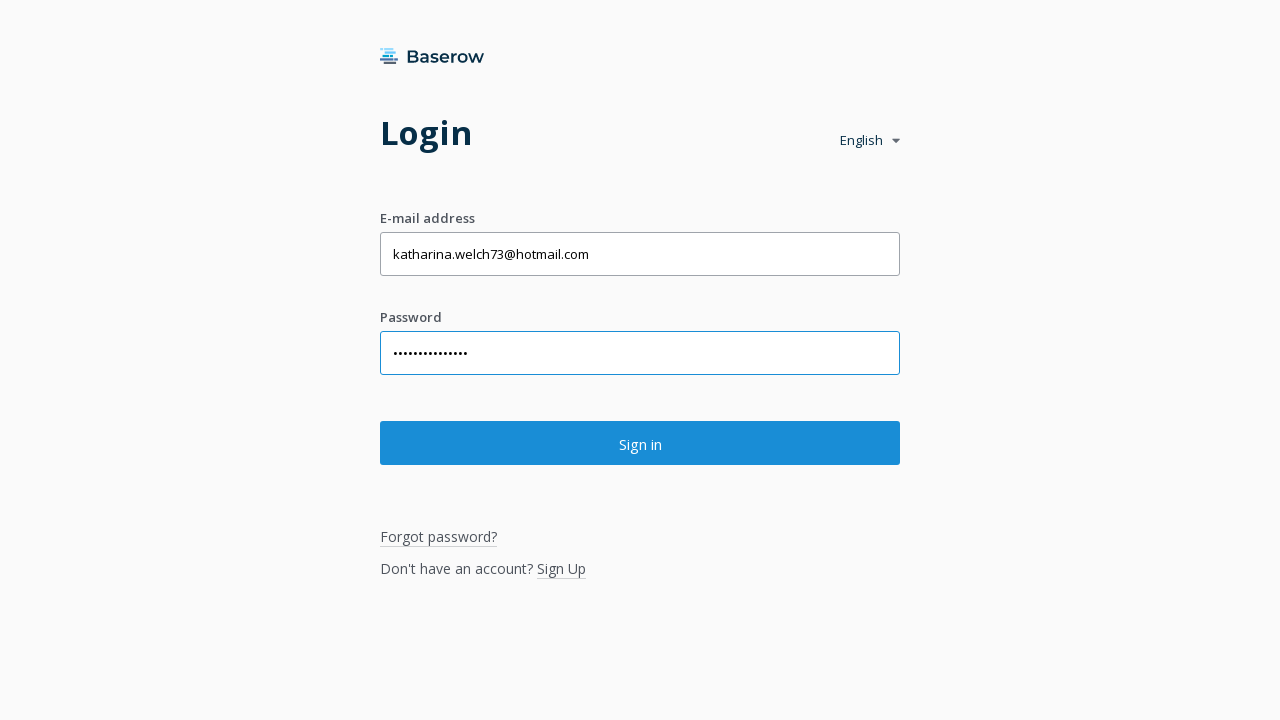 Baserow
Login
English
E-mail address
katharina.welch73@hotmail.com
Password
•••••••••••••••
Sign in
Forgot password?
Don't have an account? Sign Up